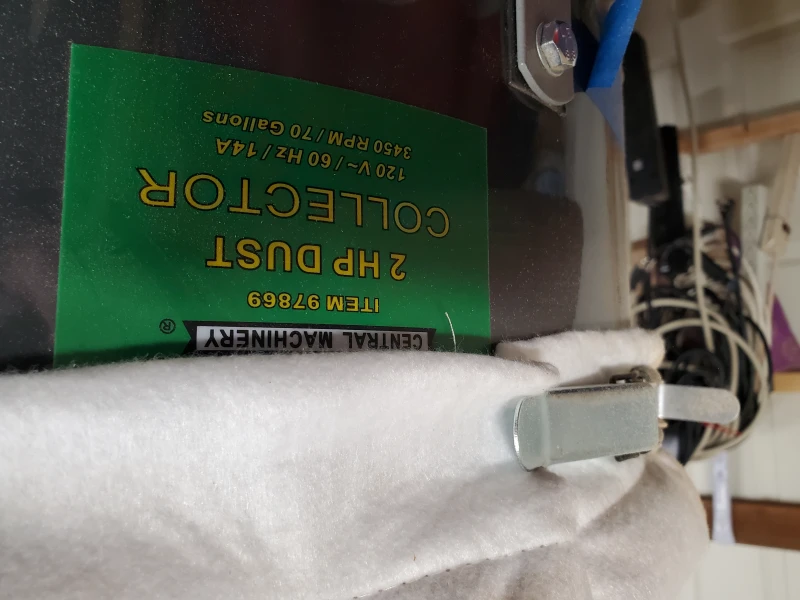 CENTRAL MACHINERY ®
ITEM 97869
2 HP DUST
COLLECTOR
120 V~/60 Hz/14A
3450 RPM/70 Gallons